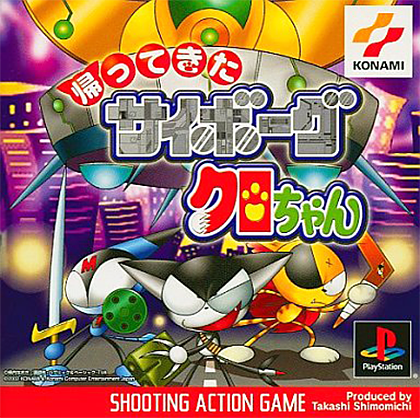 KONAMI
帰ってきた
サイボーグ
クロちゃん
M
PlayStation
SHOOTING ACTION GAME
Produced by
Takashi Shimomichi